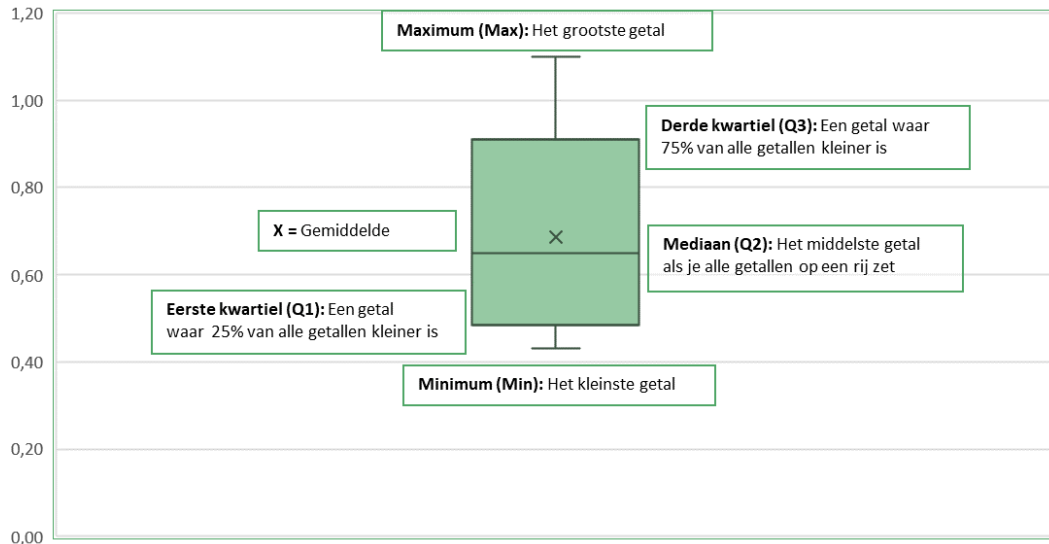 1,20
Maximum (Max): Het grootste getal
1,00
Derde kwartiel (Q3): Een getal waar
75% van alle getallen kleiner is
0,80
X = Gemiddelde
Mediaan (Q2): Het middelste getal
als je alle getallen op een rij zet
0,60
Eerste kwartiel (Q1): Een getal
waar 25% van alle getallen kleiner is
0,40
Minimum (Min): Het kleinste getal
0,20
0,00